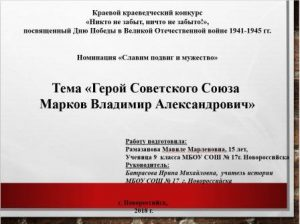 Краевой краеведческий конкурс
«Никто не забыт, ничто не забыто!»,
посвященный Дню Победы в Великой Отечественной войне 1941-1945 гг.
Номинация «Славим подвиг и мужество»
Тема «Герой Советского Союза
Марков Владимир Александрович»
Работу подготовила:
Рамазанова Мавиле Марленовна, 15 лет,
Ученица 9 класса МБОУ СОШ № 17г. Новороссийска
Руководитель:
Батрасова Ирина Михайловна, учитель истории
МБОУ СОШ № 17 г. Новороссийска
г. Новороссийск,
2018 г.